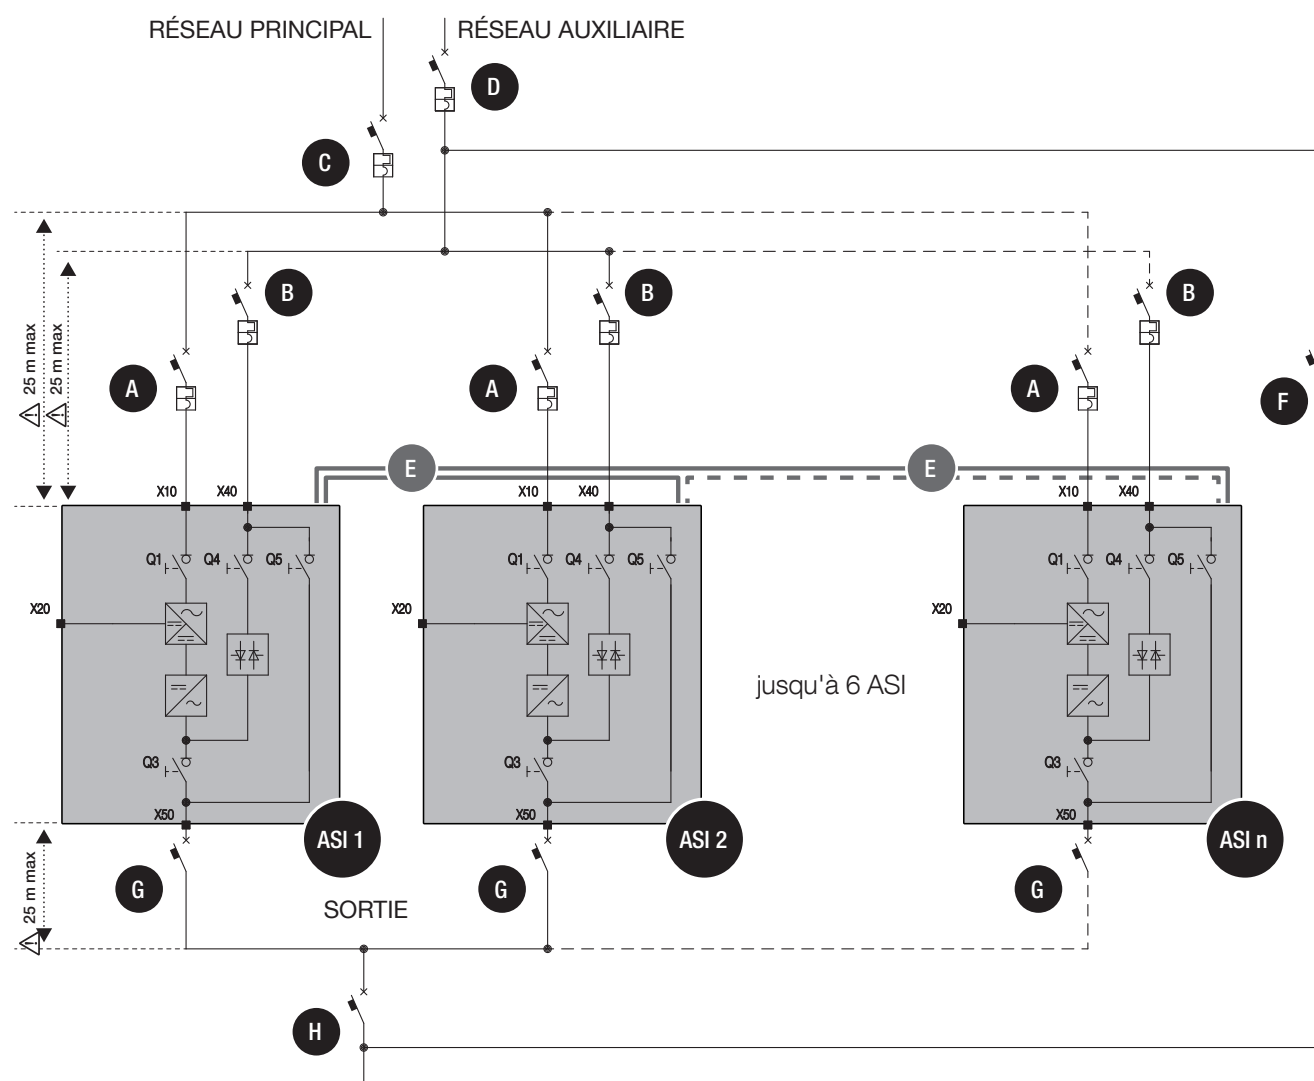 RÉSEAU PRINCIPAL RÉSEAU AUXILIAIRE
D
C
B B B
25 m max 25 m max
A A A
F
E E
X10 X40 X10 X40 X10 X40
Q1 Q4 Q5 Q1 Q4 Q5 Q1 Q4 Q5
X20 X20 X20
jusqu'à 6 ASI
Q3 Q3 Q3
X50 X50 X50
ASI 1 ASI 2 ASI n
25 m max
G G G
SORTIE
H